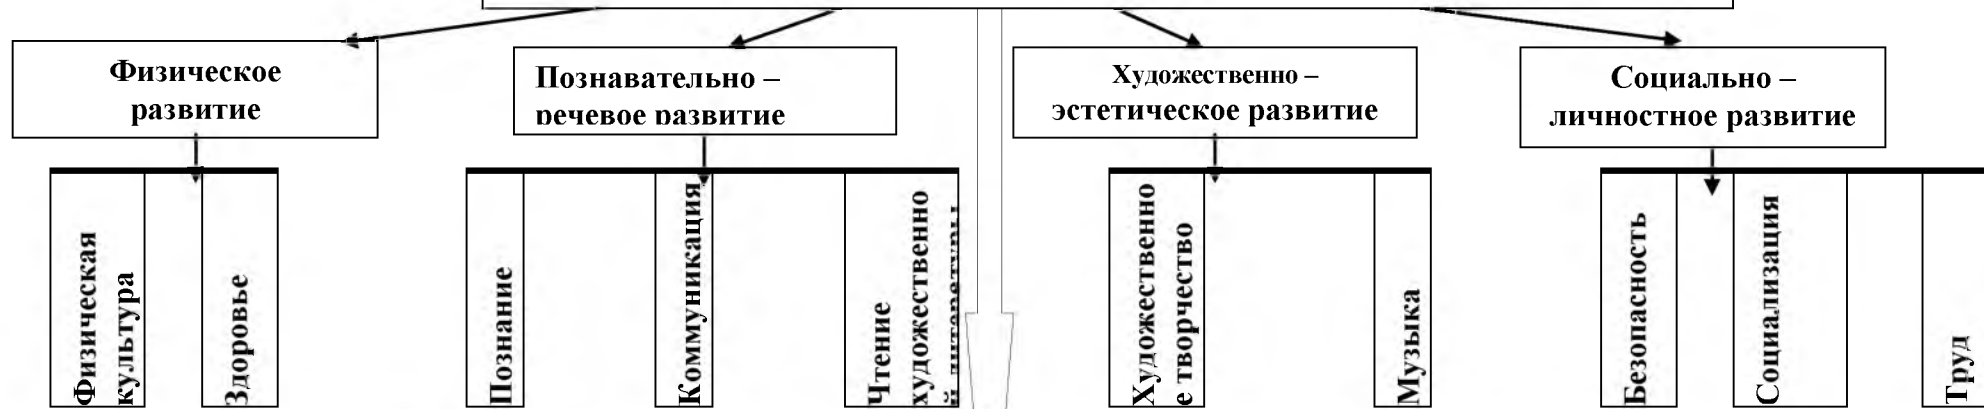 Физическое
развитие
Познавательно –
речевое развитие
Художественно –
эстетическое развитие
Социально –
личностное развитие
Физическая
культура
Здоровье
Познание
Коммуникация
Чтение
художественно
й литературы
Художественно
е творчество
Музыка
Безопасность
Социализация
Труд